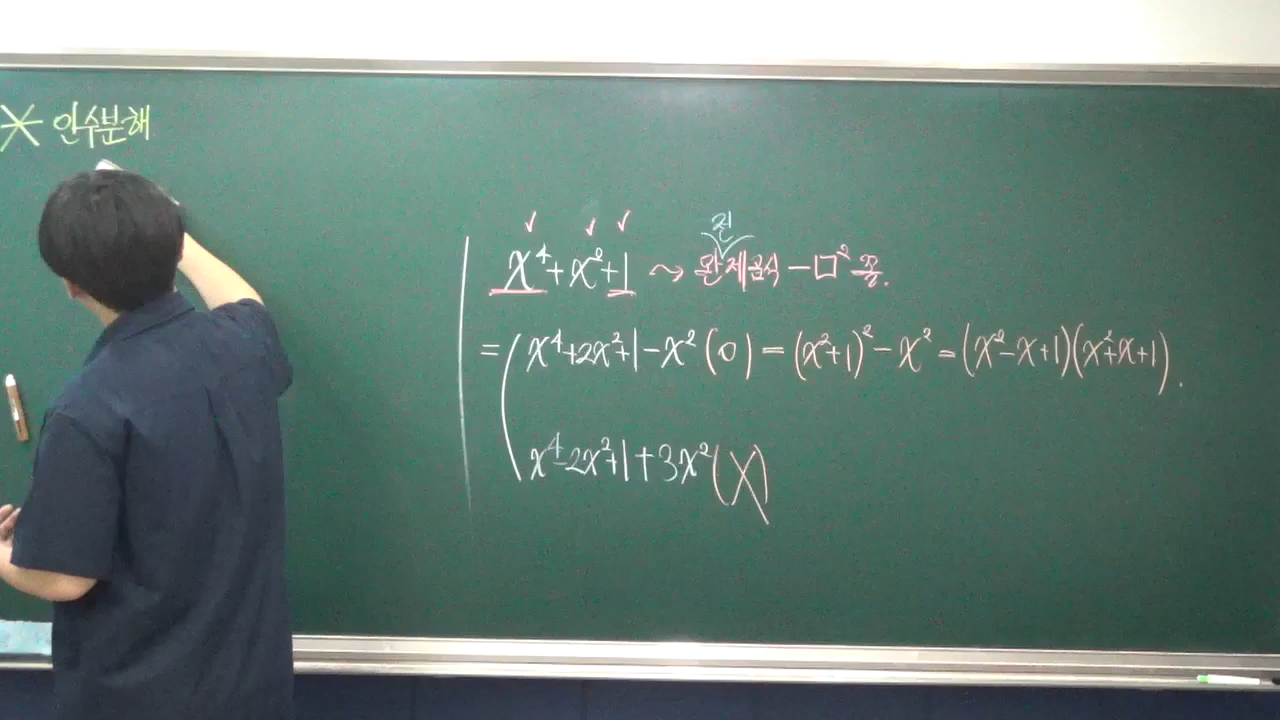 * 인수분해
전
x⁴+x²+1 ⇝ 완제곱식 -□² 꼴.
= ( x⁴+2x²+1-x² (o) = (x²+1)² - x² = (x²-x+1)(x²+x+1).
x⁴-2x²+1+3x² (X)